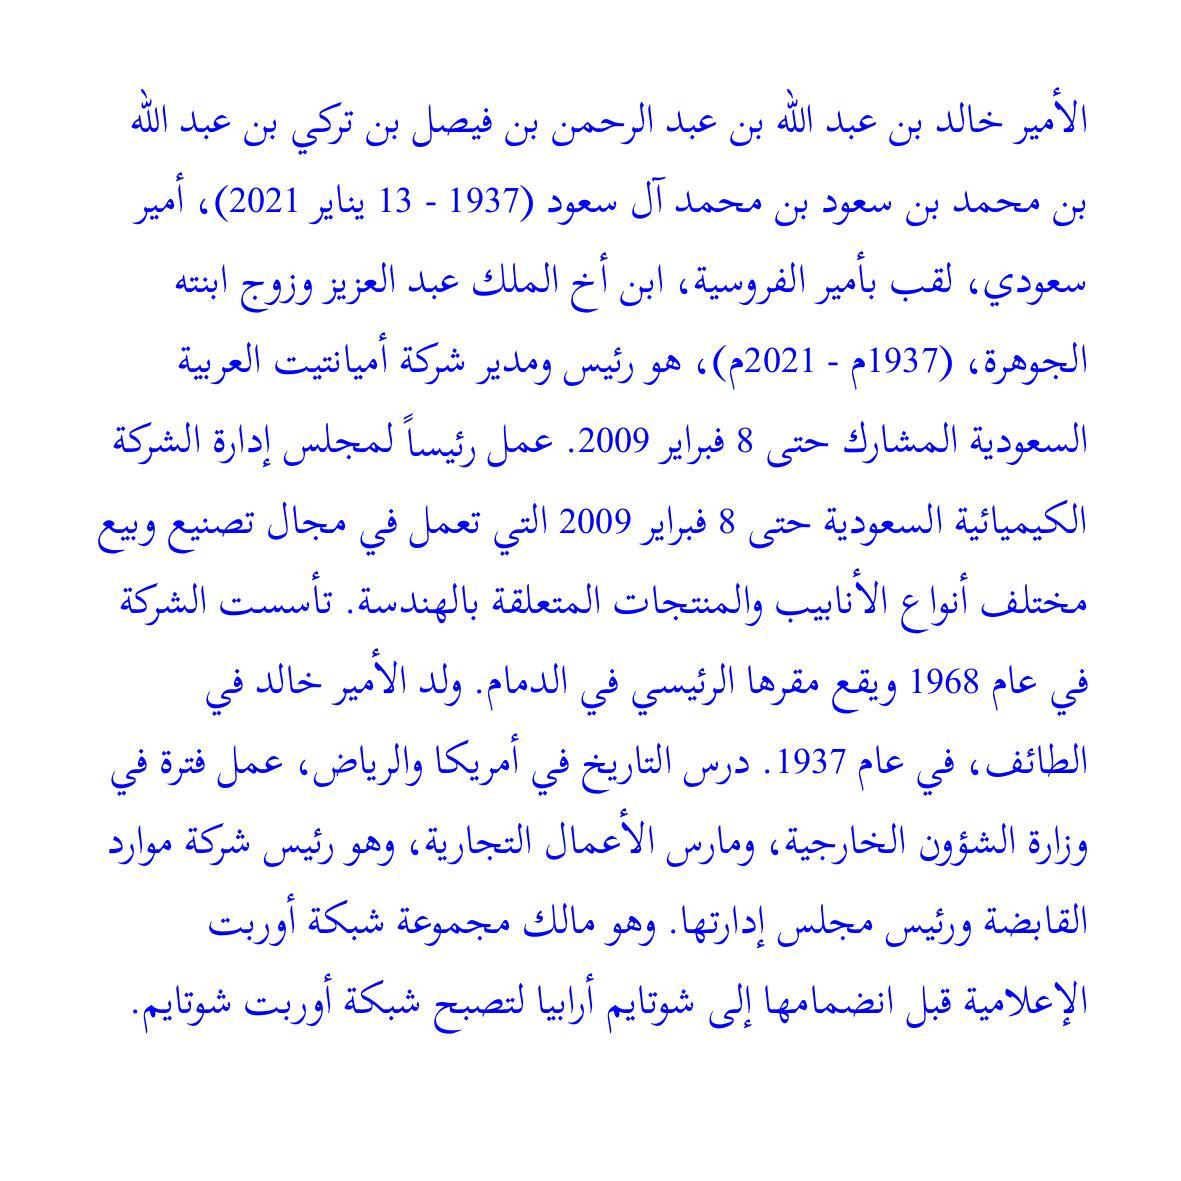 الأمير خالد بن عبد الله بن عبد الرحمن بن فيصل بن تركي بن عبد الله
بن محمد بن سعود بن محمد آل سعود (1937 - 13 يناير 2021)، أمير
سعودي، لقب بأمير الفروسية، ابن أخ الملك عبد العزيز وزوج ابنته
الجوهرة، (1937م - 2021م)، هو رئيس ومدير شركة أميانتيت العربية
السعودية المشارك حتى 8 فبراير 2009. عمل رئيساً لمجلس إدارة الشركة
الكيميائية السعودية حتى 8 فبراير 2009 التي تعمل في مجال تصنيع وبيع
مختلف أنواع الأنابيب والمنتجات المتعلقة بالهندسة. تأسست الشركة
في عام 1968 ويقع مقرها الرئيسي في الدمام. ولد الأمير خالد في
الطائف، في عام 1937. درس التاريخ في أمريكا والرياض، عمل فترة في
وزارة الشؤون الخارجية، ومارس الأعمال التجارية، وهو رئيس شركة موارد
القابضة ورئيس مجلس إدارتها. وهو مالك مجموعة شبكة أوربت
الإعلامية قبل انضمامها إلى شوتايم أرابيا لتصبح شبكة أوربت شوتايم.